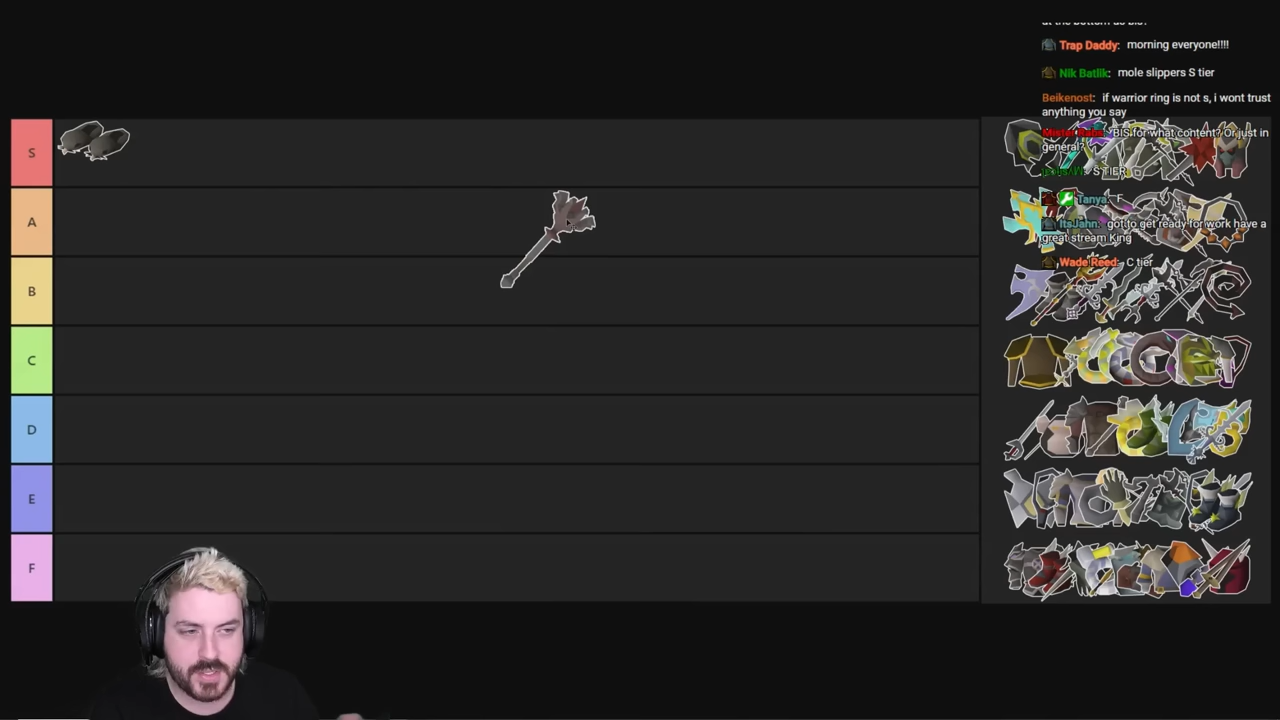 Trap Daddy: morning everyone!!!!
Nik Batlik: mole slippers S tier
Beikenost: if warrior ring is not s, i wont trust
anything you say
Mister Rabs: BIS for what content? Or just in
general?
S TIER
Tanya: F
ItsJahn: got to get ready for work have a
great stream King
Wade Reed: C tier
S
A
B
C
D
E
F